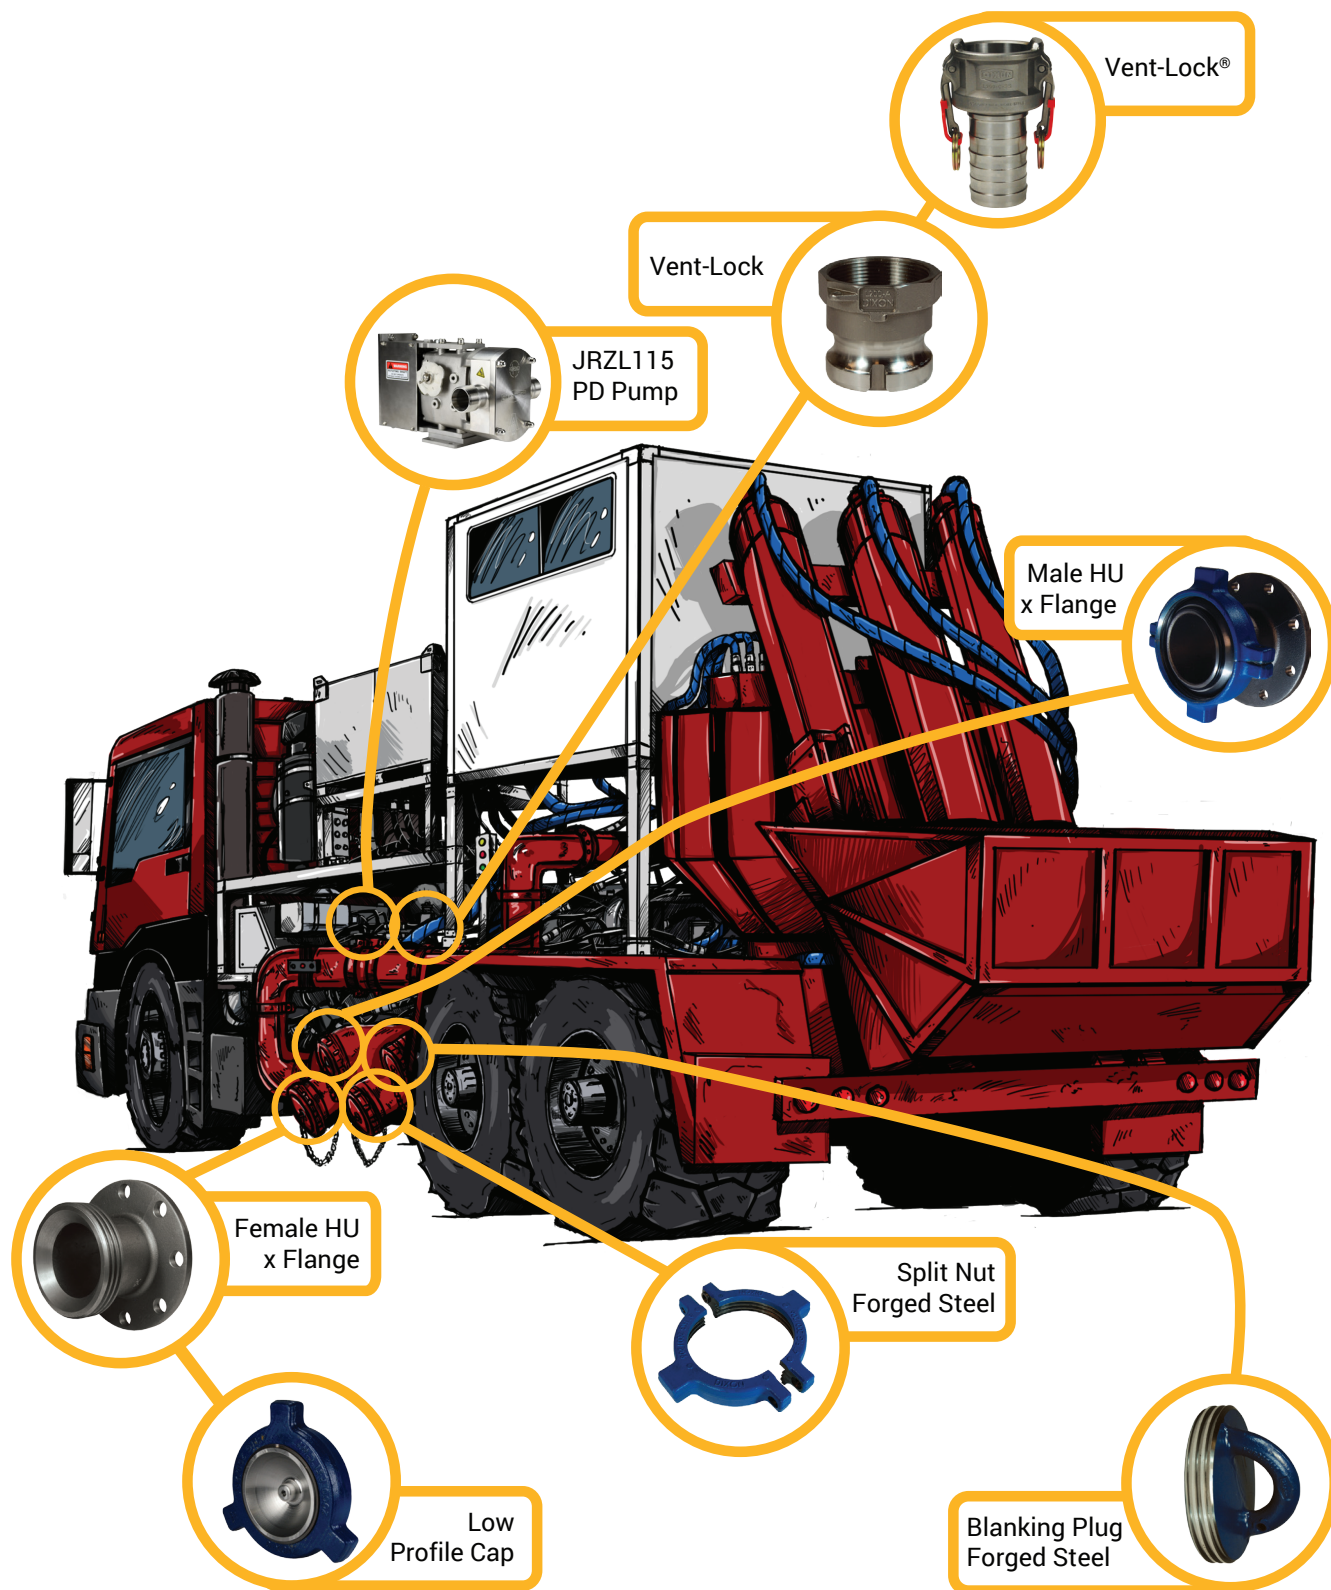 Vent-Lock®
Vent-Lock
JRZL115
PD Pump
Male HU
x Flange
Female HU
x Flange
Split Nut
Forged Steel
Low
Profile Cap
Blanking Plug
Forged Steel